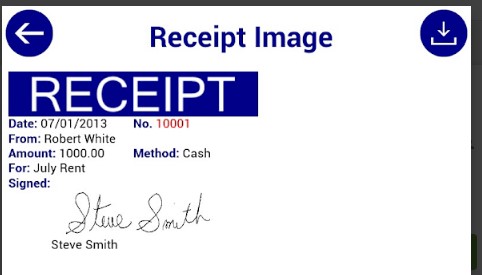 Receipt Image
RECEIPT
Date: 07/01/2013 No. 10001
From: Robert White
Amount: 1000.00 Method: Cash
For: July Rent
Signed:
Steve Smith
Steve Smith